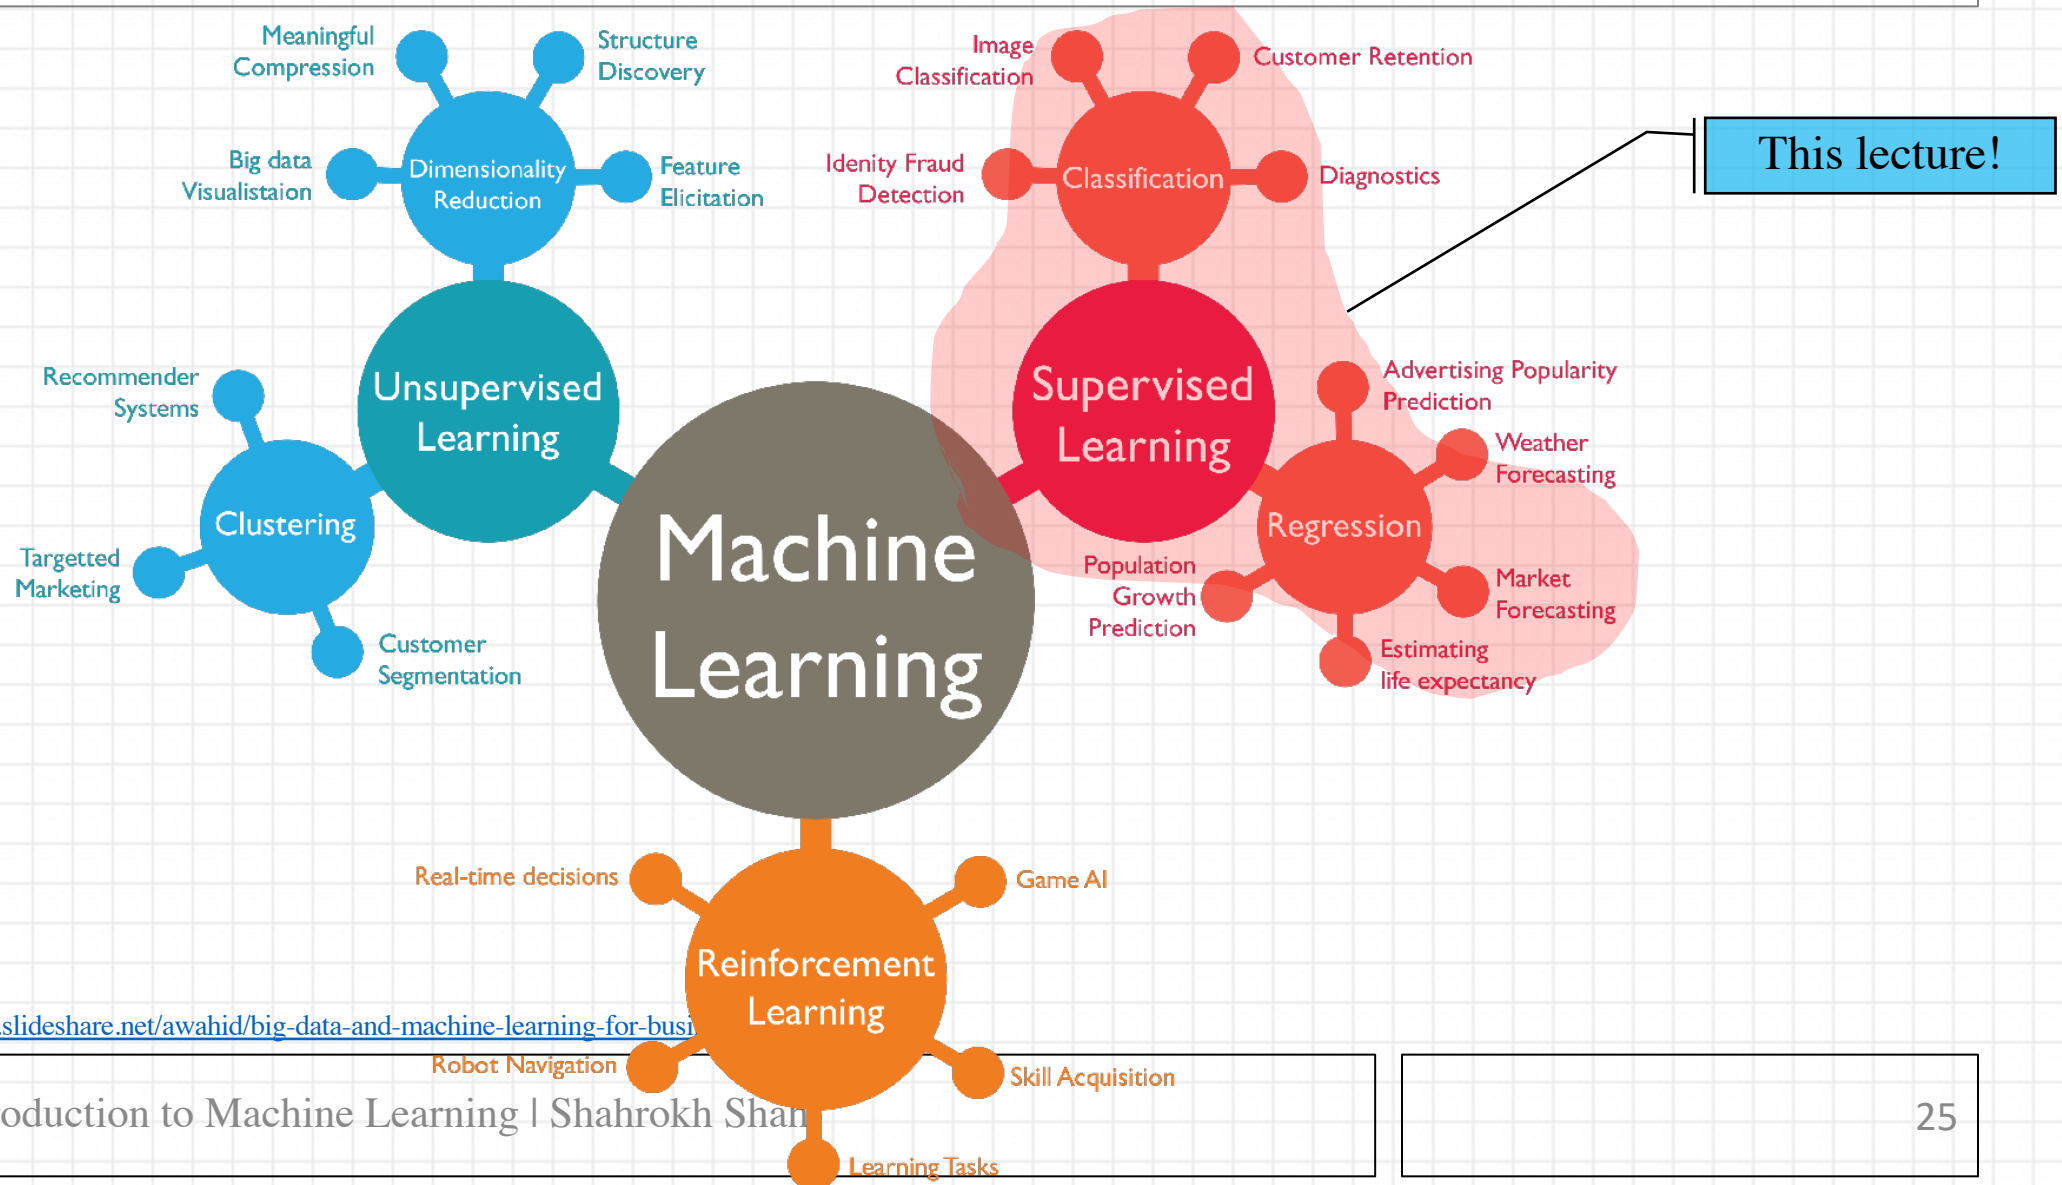 Meaningful
Compression
Structure
Discovery
Big data
Visualistaion
Dimensionality
Reduction
Feature
Elicitation
Image
Classification
Customer Retention
Idenity Fraud
Detection
Classification
Diagnostics
This lecture!
Recommender
Systems
Unsupervised
Learning
Clustering
Targetted
Marketing
Customer
Segmentation
Machine
Learning
Supervised
Learning
Advertising Popularity
Prediction
Weather
Forecasting
Regression
Population
Growth
Prediction
Market
Forecasting
Estimating
life expectancy
Real-time decisions
Game AI
Reinforcement
Learning
.slideshare.net/awahid/big-data-and-machine-learning-for-busi
Robot Navigation
Skill Acquisition
Learning Tasks
oduction to Machine Learning | Shahrokh Shah
25